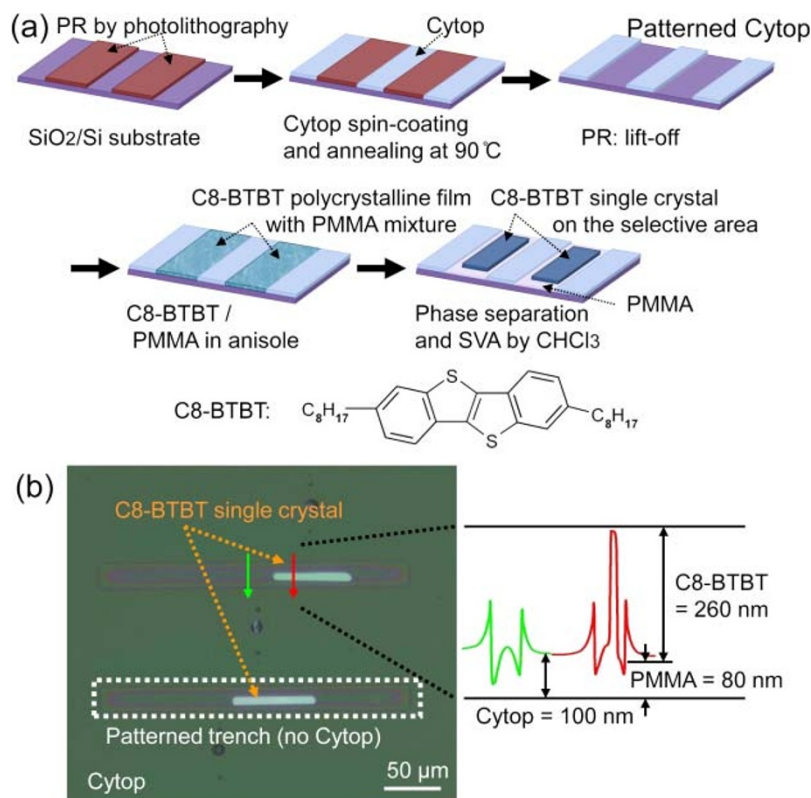 (a)
PR by photolithography
Cytop
Patterned Cytop
SiO2/Si substrate
Cytop spin-coating
and annealing at 90℃
PR: lift-off
C8-BTBT polycrystalline film
with PMMA mixture
C8-BTBT single crystal
on the selective area
C8-BTBT /
PMMA in anisole
Phase separation
and SVA by CHCl3
PMMA
C8-BTBT:
C8H17
S
S
C8H17
(b)
C8-BTBT single crystal
C8-BTBT
= 260 nm
PMMA = 80 nm
Cytop = 100 nm
Patterned trench (no Cytop)
Cytop
50 µm